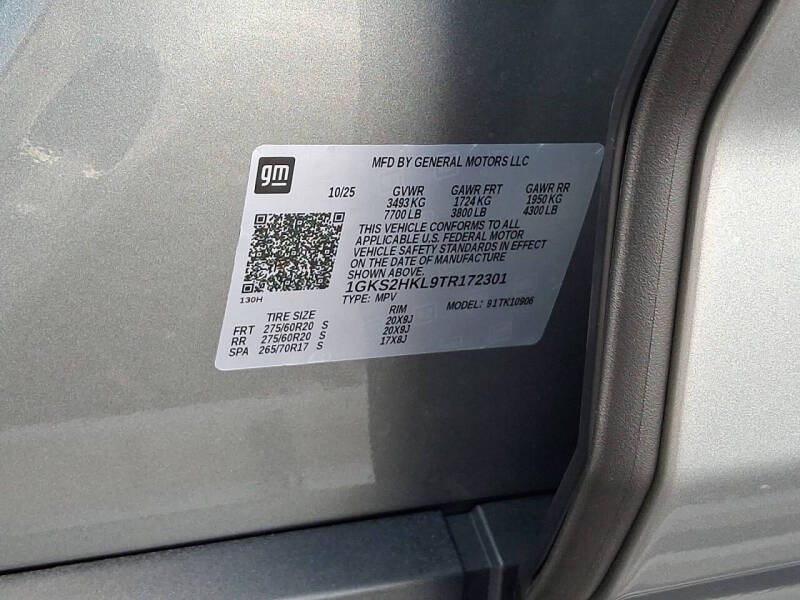 gm
MFD BY GENERAL MOTORS LLC
10/25 GVWR GAWR FRT GAWR RR
3493 KG 1724 KG 1950 KG
7700 LB 3800 LB 4300 LB
THIS VEHICLE CONFORMS TO ALL
APPLICABLE U.S. FEDERAL MOTOR
VEHICLE SAFETY STANDARDS IN EFFECT
ON THE DATE OF MANUFACTURE
SHOWN ABOVE.
1GKS2HKL9TR172301
130H
TYPE: MPV MODEL: 91TK10906
TIRE SIZE RIM
FRT 275/60R20 S 20X9J
RR 275/60R20 S 20X9J
SPA 265/70R17 S 17X8J